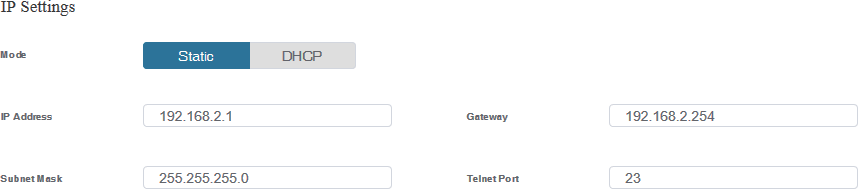 IP Settings
Mode Static DHCP
IP Address 192.168.2.1 Gateway 192.168.2.254
Subnet Mask 255.255.255.0 Telnet Port 23